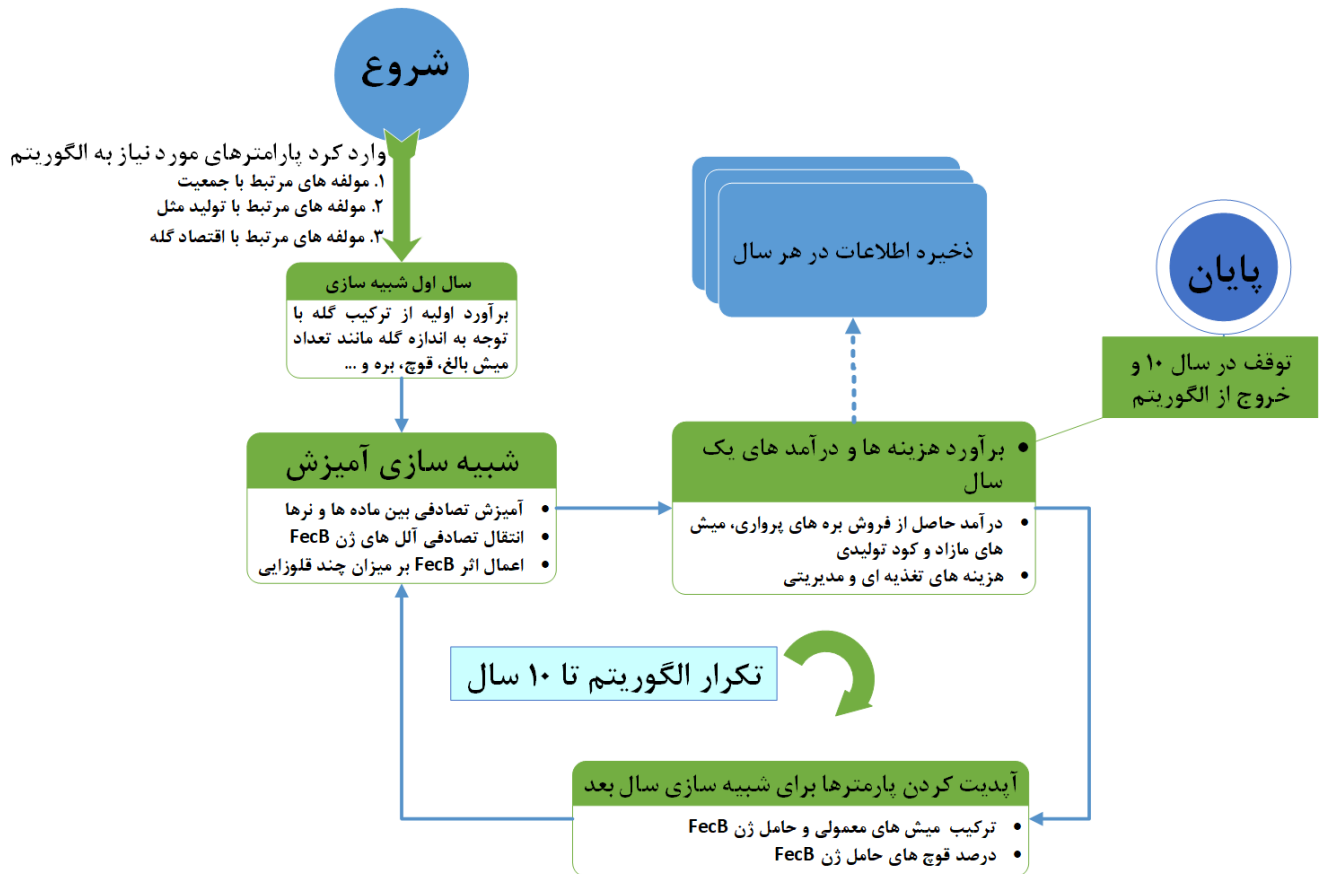 شروع
وارد کرد پارامترهای مورد نیاز به الگوریتم
۱. مولفه های مرتبط با جمعیت
۲. مولفه های مرتبط با تولید مثل
۳. مولفه های مرتبط با اقتصاد گله
سال اول شبیه سازی
برآورد اولیه از ترکیب گله با
توجه به اندازه گله مانند تعداد
میش بالغ، قوچ، بره و ...
شبیه سازی آمیزش
• آمیزش تصادفی بین ماده ها و نرها
• انتقال تصادفی آلل های ژن FecB
• اعمال اثر FecB بر میزان چند قلوزایی
ذخیره اطلاعات در هر سال
پایان
توقف در سال ۱۰ و
خروج از الگوریتم
• برآورد هزینه ها و درآمد های یک
سال
• درآمد حاصل از فروش بره های پرواری، میش
های مازاد و کود تولیدی
• هزینه های تغذیه ای و مدیریتی
تکرار الگوریتم تا ۱۰ سال
آپدیت کردن پارمترها برای شبیه سازی سال بعد
• ترکیب میش های معمولی و حامل ژن FecB
• درصد قوچ های حامل ژن FecB